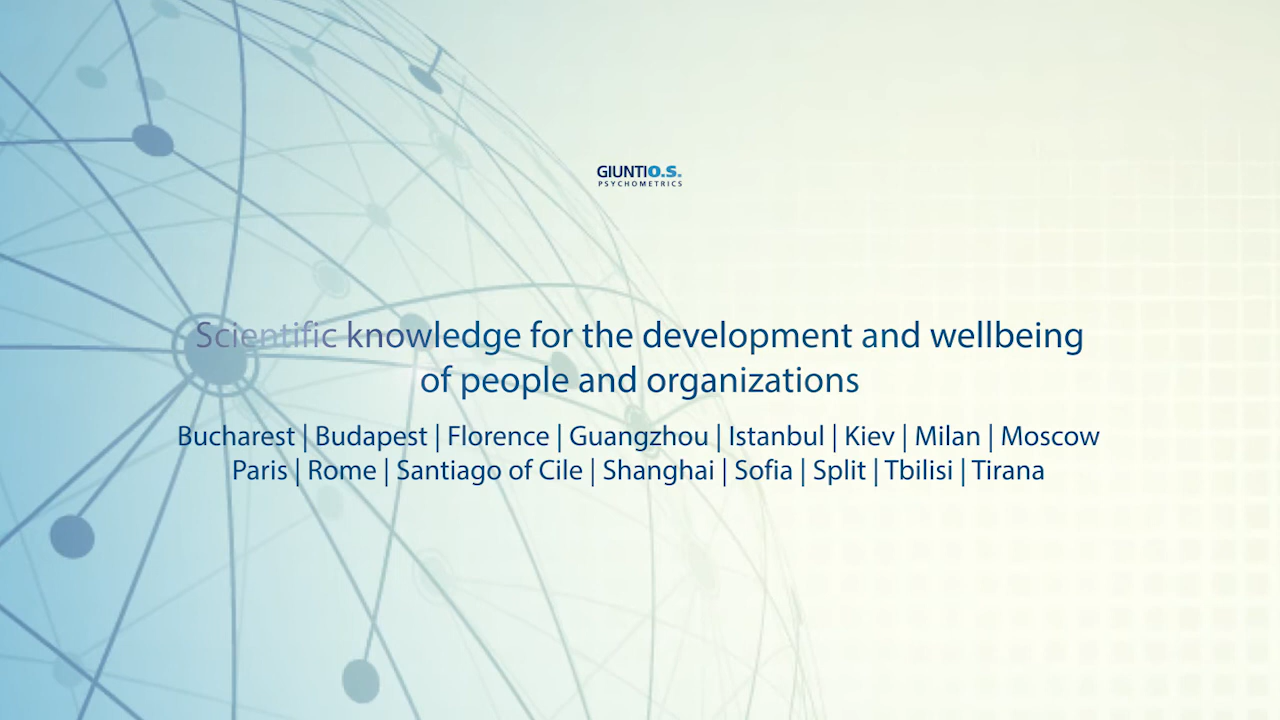 GIUNTIO.S.
PSYCHOMETRICS
Scientific knowledge for the development and wellbeing
of people and organizations
Bucharest | Budapest | Florence | Guangzhou | Istanbul | Kiev | Milan | Moscow
Paris | Rome | Santiago of Cile | Shanghai | Sofia | Split | Tbilisi | Tirana